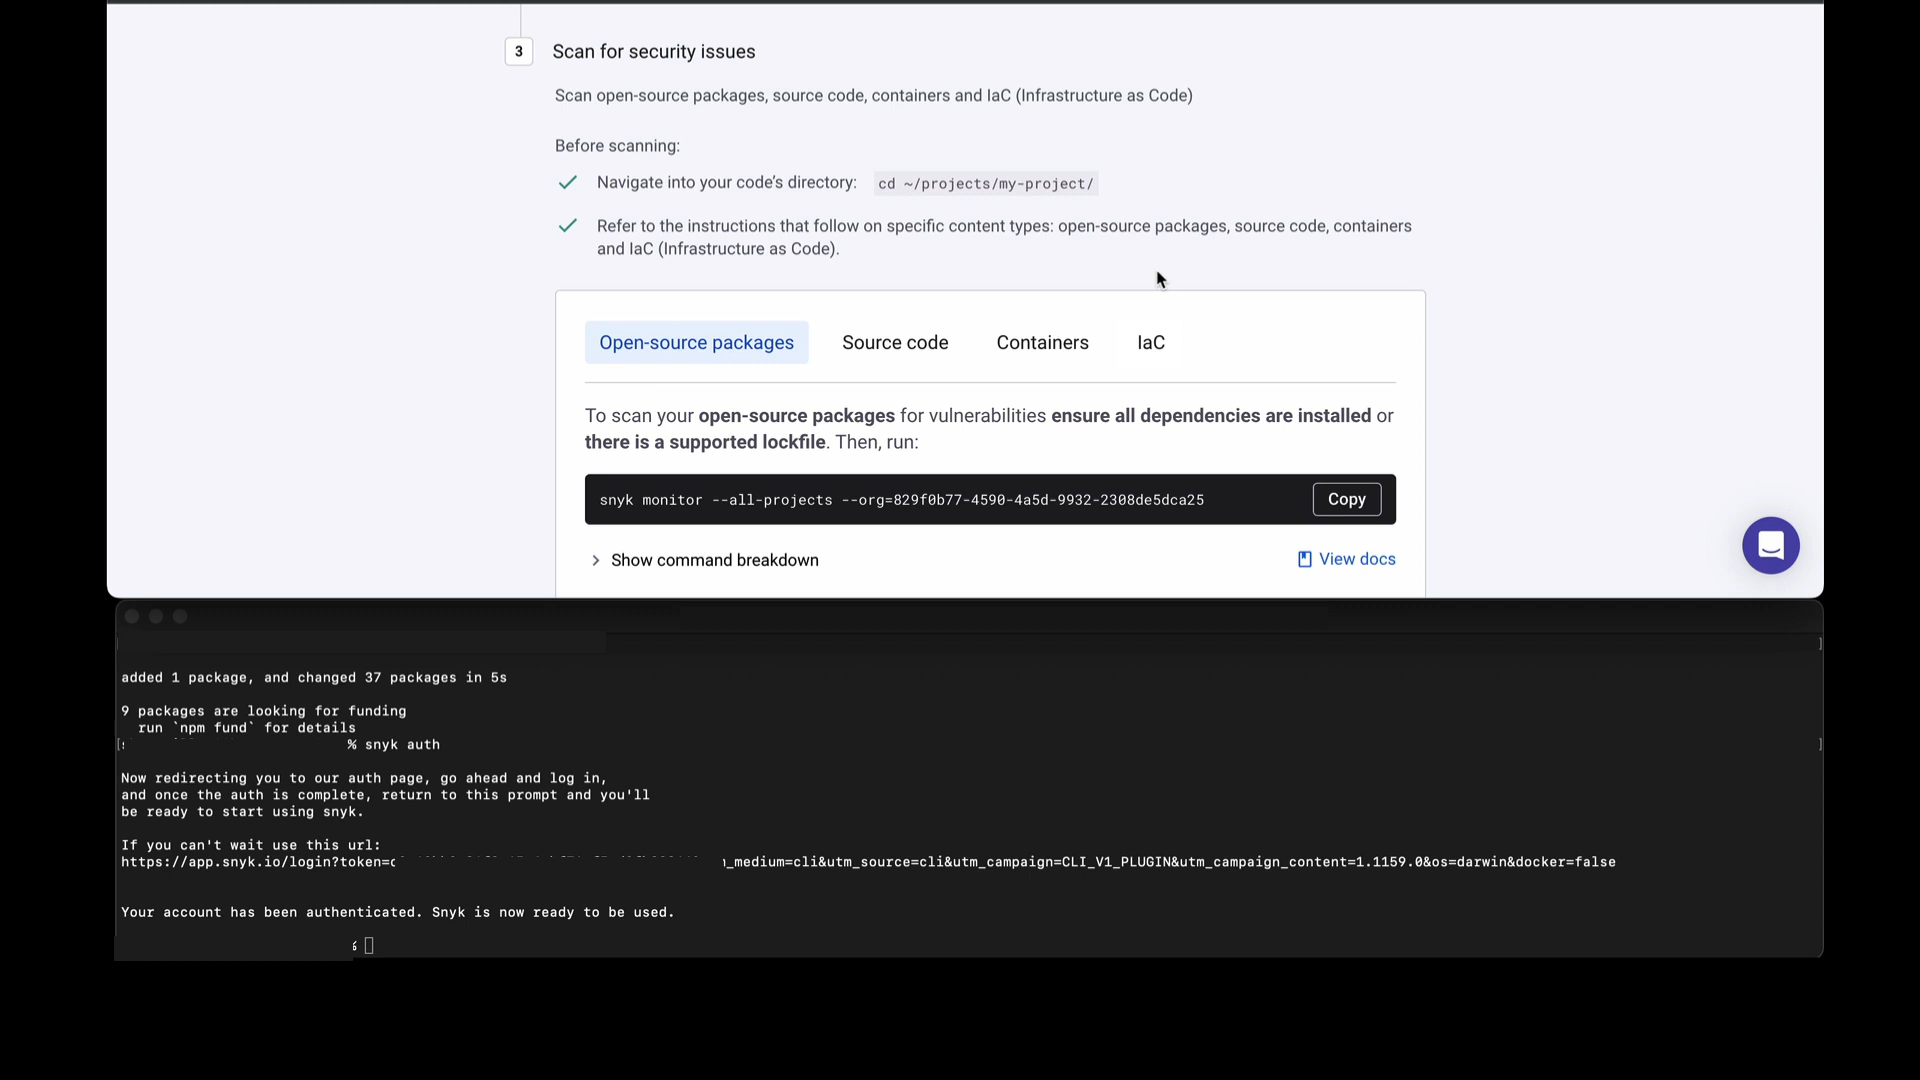 3 Scan for security issues
Scan open-source packages, source code, containers and IaC (Infrastructure as Code)
Before scanning:
Navigate into your code’s directory: cd ~/projects/my-project/
Refer to the instructions that follow on specific content types: open-source packages, source code, containers
and IaC (Infrastructure as Code).
Open-source packages Source code Containers IaC
To scan your open-source packages for vulnerabilities ensure all dependencies are installed or
there is a supported lockfile. Then, run:
snyk monitor --all-projects --org=829f0b77-4590-4a5d-9932-2308de5dca25 Copy
Show command breakdown View docs
added 1 package, and changed 37 packages in 5s
9 packages are looking for funding
run `npm fund` for details
% snyk auth
Now redirecting you to our auth page, go ahead and log in,
and once the auth is complete, return to this prompt and you'll
be ready to start using snyk.
If you can't wait use this url:
https://app.snyk.io/login?token= _medium=cli&utm_source=cli&utm_campaign=CLI_V1_PLUGIN&utm_campaign_content=1.1159.0&os=darwin&docker=false
Your account has been authenticated. Snyk is now ready to be used.